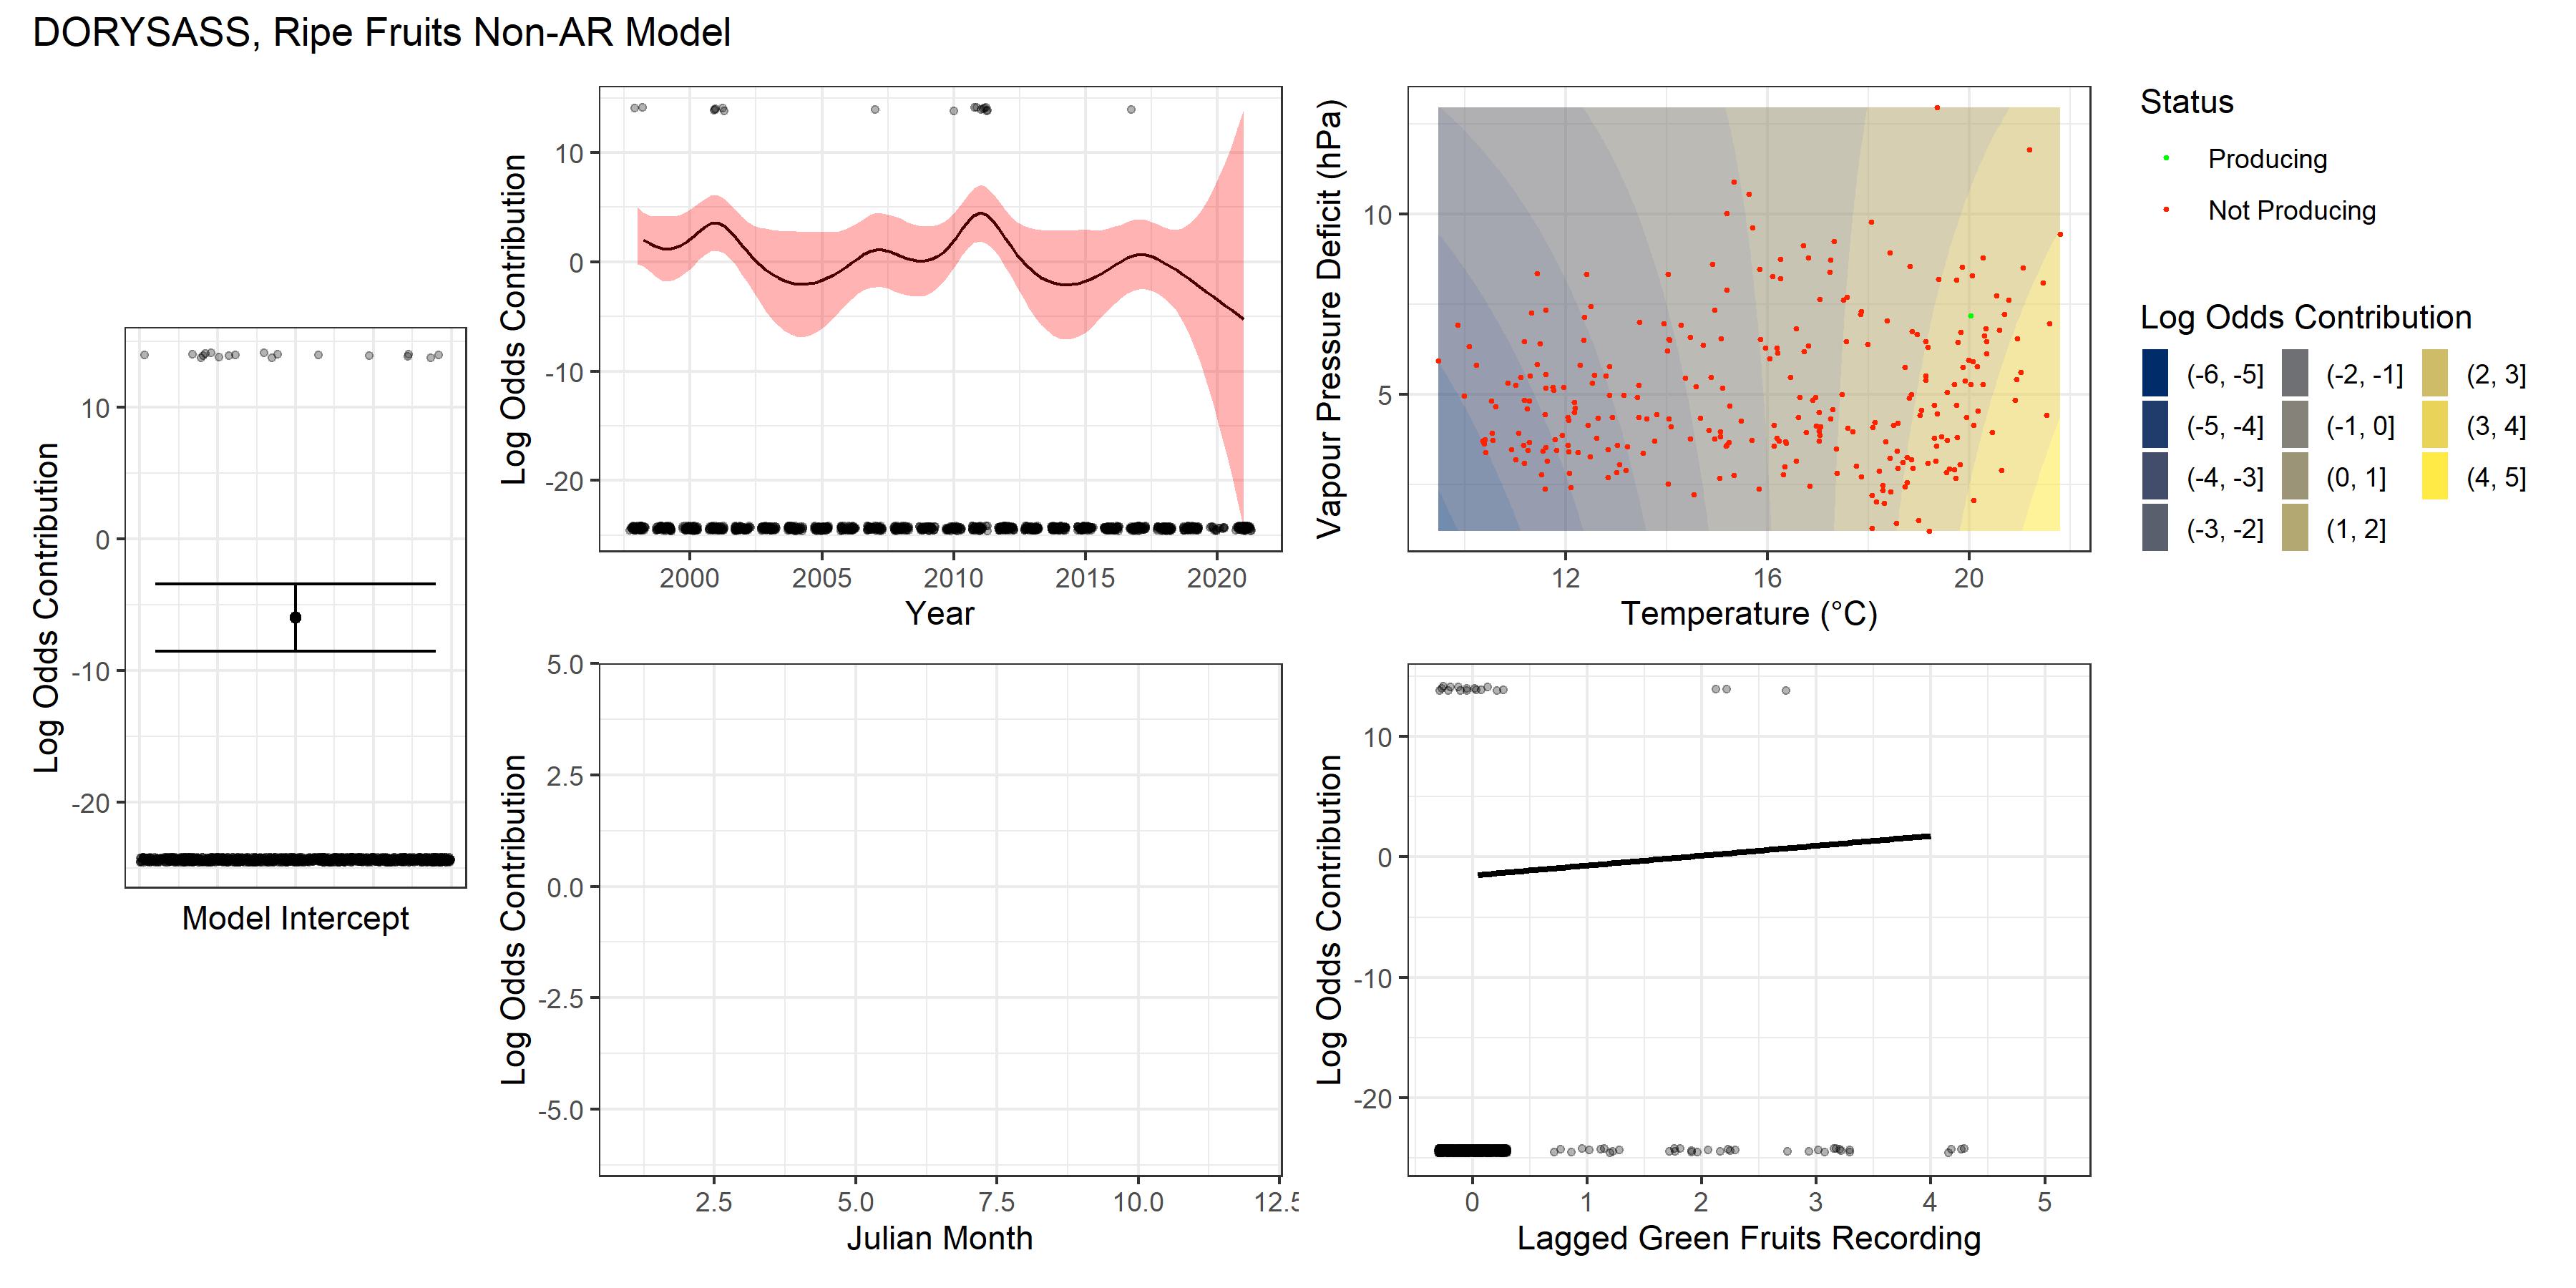 DORYSASS, Ripe Fruits Non-AR Model
Log Odds Contribution
10
0
-10
-20
Model Intercept
Log Odds Contribution
10
0
-10
-20
2000 2005 2010 2015 2020
Year
Vapour Pressure Deficit (hPa)
10
5
12 16 20
Temperature (°C)
Status
Producing
Not Producing
Log Odds Contribution
(-6, -5] (-2, -1] (2, 3]
(-5, -4] (-1, 0] (3, 4]
(-4, -3] (0, 1] (4, 5]
(-3, -2] (1, 2]
Log Odds Contribution
5.0
2.5
0.0
-2.5
-5.0
2.5 5.0 7.5 10.0 12.5
Julian Month
Log Odds Contribution
10
0
-10
-20
0 1 2 3 4 5
Lagged Green Fruits Recording